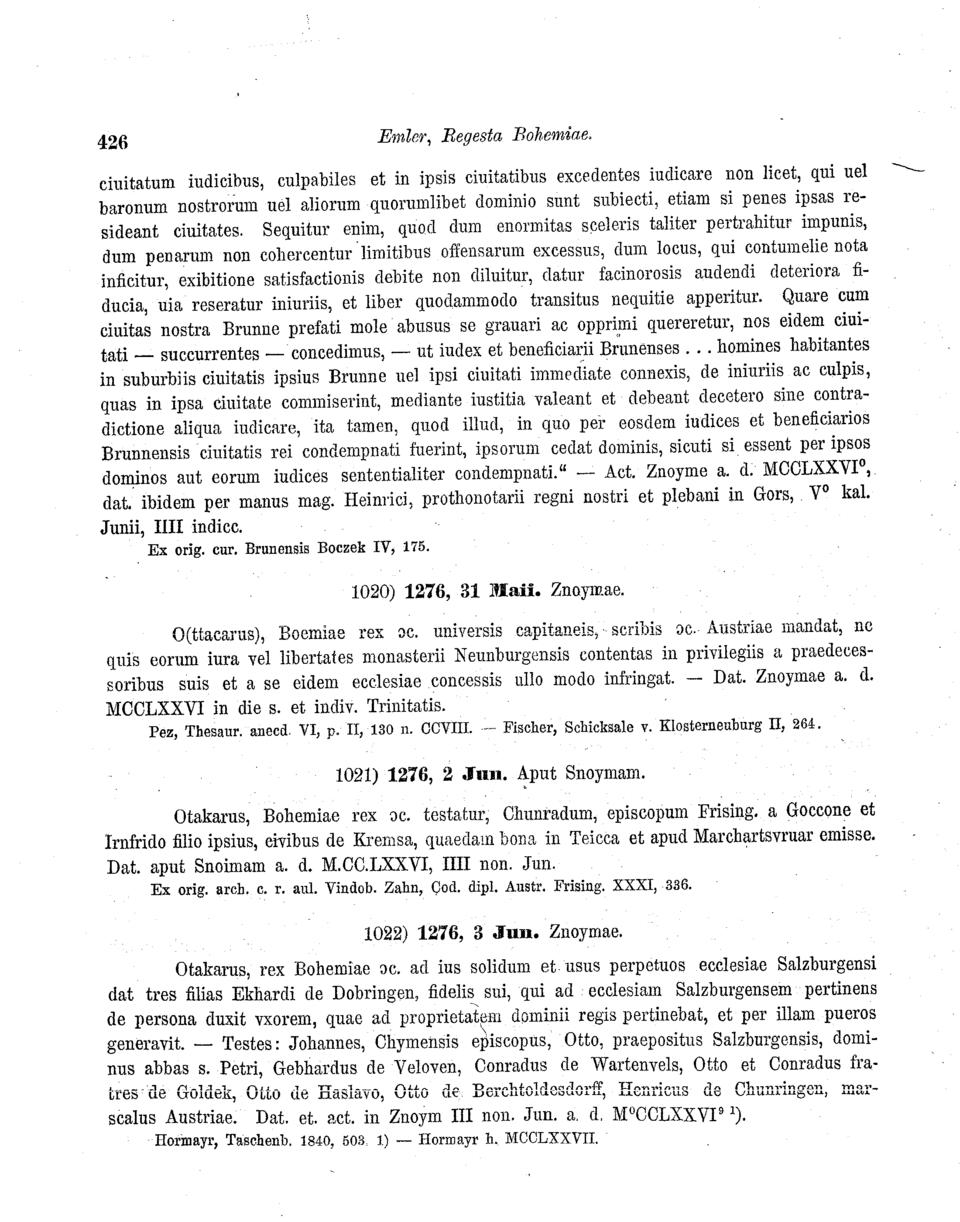 426
Emler, Regesta Bohemiae.
ciuitatum iudicibus, culpabiles et in ipsis ciuitatibus excedentes iudicare non licet, qui uel
baronum nostrorum uel aliorum quorumlibet dominio sunt subiecti, etiam si penes ipsas re-
sideant ciuitates. Sequitur enim, quod dum enormitas sceleris taliter pertrahitur impunis,
dum penarum non cohercentur limitibus offensarum excessus, dum locus, qui contumelie nota
inficitur, exibitione satisfactionis debite non diluitur, datur facinorosis audendi deteriora fi-
ducia, uia reseratur iniuriis, et liber quodammodo transitus nequitie apperitur. Quare cum
ciuitas nostra Brunne prefati mole abusus se grauari ac opprimi quereretur, nos eidem ciui-
tati — succurrentes — concedimus, — ut iudex et beneficiarii Brunenses . . . homines habitantes
in suburbiis ciuitatis ipsius Brunne uel ipsi ciuitati immediate connexis, de iniuriis ac culpis,
quas in ipsa ciuitate commiserint, mediante iustitia valeant et debeant decetero sine contra-
dictione aliqua iudicare, ita tamen, quod illud, in quo per eosdem iudices et beneficiarios
Brunnensis ciuitatis rei condempnati fuerint, ipsorum cedat dominis, sicuti si essent per ipsos
dominos aut eorum iudices sententialiter condempnati.“ — Act. Znoyme a. d. MCCLXXVI⁰,
dat. ibidem per manus mag. Heinrici, prothonotarii regni nostri et plebani in Gors, V⁰ kal.
Junii, IIII indicc.
Ex orig. cur. Brunensis Boczek IV, 175.
1020) 1276, 31 Maii. Znoymae.
O(ttacarus), Boemiae rex ɔc. universis capitaneis, scribis ɔc. Austriae mandat, ne
quis eorum iura vel libertates monasterii Neunburgensis contentas in privilegiis a praedeces-
soribus suis et a se eidem ecclesiae concessis ullo modo infringat. — Dat. Znoymae a. d.
MCCLXXVI in die s. et indiv. Trinitatis.
Pez, Thesaur. anecd. VI, p. II, 130 n. CCVIII. — Fischer, Schicksale v. Klosterneuburg II, 264.
1021) 1276, 2 Jun. Aput Snoymam.
Otakarus, Bohemiae rex ɔc. testatur, Chunradum, episcopum Frising. a Goccone et
Irnfrido filio ipsius, civibus de Kremsa, quaedam bona in Teicca et apud Marchartsvruar emisse.
Dat. aput Snoimam a. d. M.CC.LXXVI, IIII non. Jun.
Ex orig. arch. c. r. aul. Vindob. Zahn, Cod. dipl. Austr. Frising. XXXI, 336.
1022) 1276, 3 Jun. Znoymae.
Otakarus, rex Bohemiae ɔc. ad ius solidum et usus perpetuos ecclesiae Salzburgensi
dat tres filias Ekhardi de Dobringen, fidelis sui, qui ad ecclesiam Salzburgensem pertinens
de persona duxit vxorem, quae ad proprietatem dominii regis pertinebat, et per illam pueros
generavit. — Testes: Johannes, Chymensis episcopus, Otto, praepositus Salzburgensis, domi-
nus abbas s. Petri, Gebhardus de Veloven, Conradus de Wartenvels, Otto et Conradus fra-
tres de Goldek, Otto de Haslavo, Otto de Berchtoldesdorff, Henricus de Chunringen, mar-
scalus Austriae. Dat. et. act. in Znoym III non. Jun. a. d. M⁰CCLXXVI⁹ ¹).
Hormayr, Taschenb. 1840, 503. 1) — Hormayr h. MCCLXXVII.